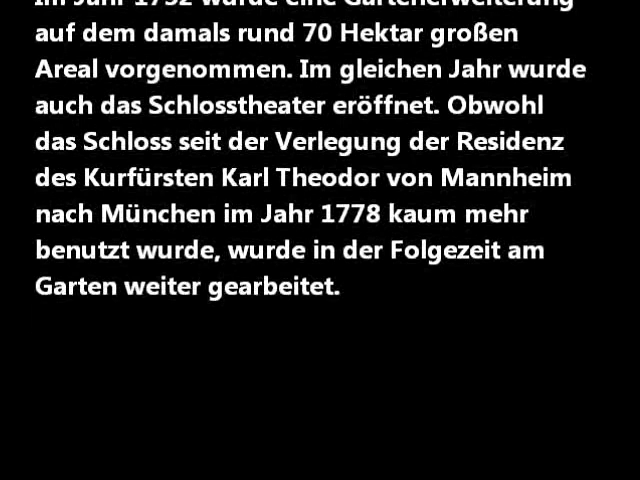 Im Jahr 1752 wurde eine Gartenerweiterung
auf dem damals rund 70 Hektar großen
Areal vorgenommen. Im gleichen Jahr wurde
auch das Schlosstheater eröffnet. Obwohl
das Schloss seit der Verlegung der Residenz
des Kurfürsten Karl Theodor von Mannheim
nach München im Jahr 1778 kaum mehr
benutzt wurde, wurde in der Folgezeit am
Garten weiter gearbeitet.